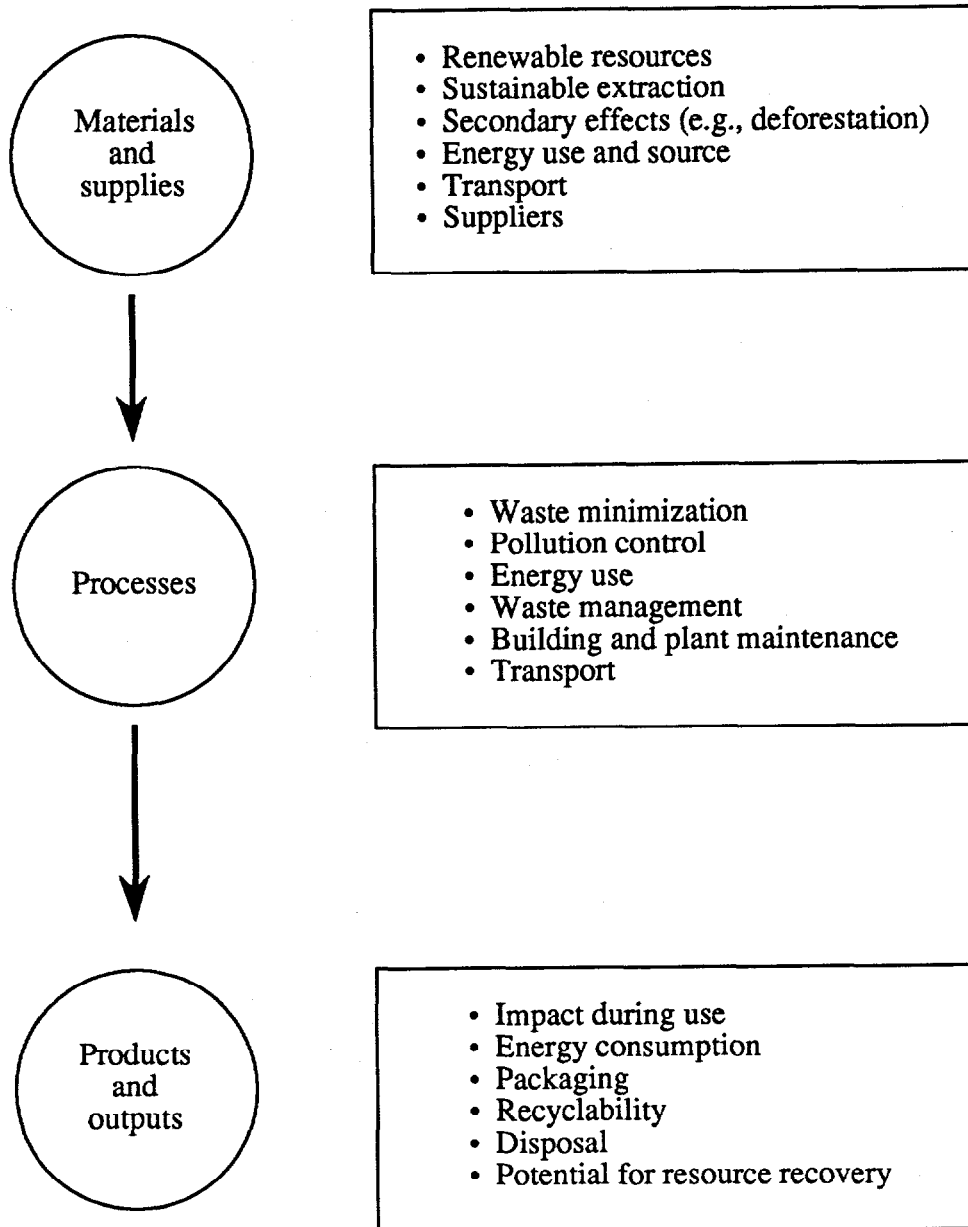 Materials
and
supplies
• Renewable resources
• Sustainable extraction
• Secondary effects (e.g., deforestation)
• Energy use and source
• Transport
• Suppliers
Processes
• Waste minimization
• Pollution control
• Energy use
• Waste management
• Building and plant maintenance
• Transport
Products
and
outputs
• Impact during use
• Energy consumption
• Packaging
• Recyclability
• Disposal
• Potential for resource recovery